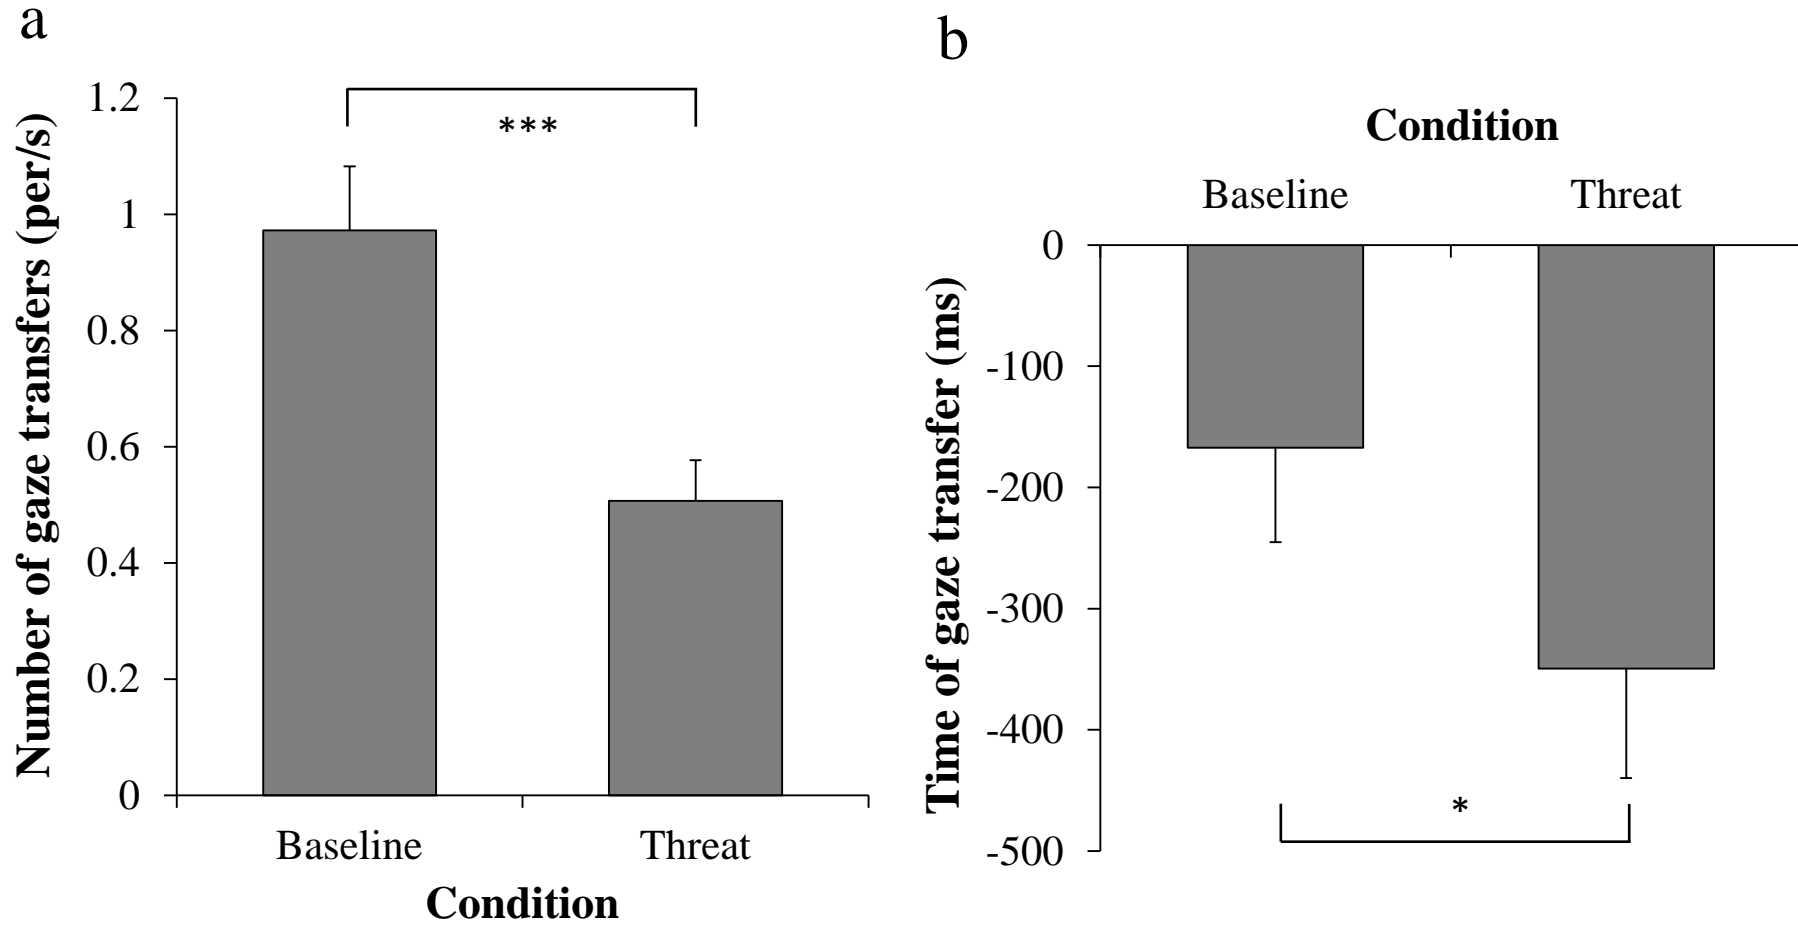 a
Number of gaze transfers (per/s)
1.2
1
0.8
0.6
0.4
0.2
0
***
Baseline Threat
Condition
b
Condition
Baseline Threat
Time of gaze transfer (ms)
0
-100
-200
-300
-400
-500
*